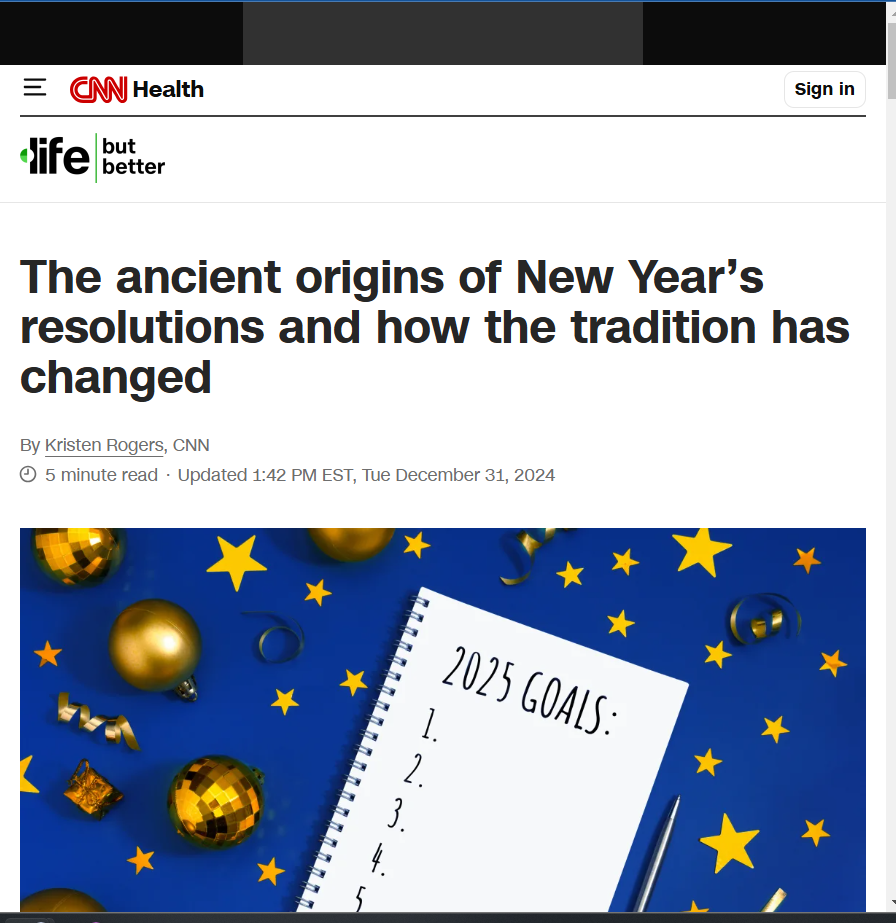 CNN Health
Sign in
life but better
The ancient origins of New Year’s
resolutions and how the tradition has
changed
By Kristen Rogers, CNN
5 minute read · Updated 1:42 PM EST, Tue December 31, 2024
2025 GOALS:
1.
2.
3.
4.
5